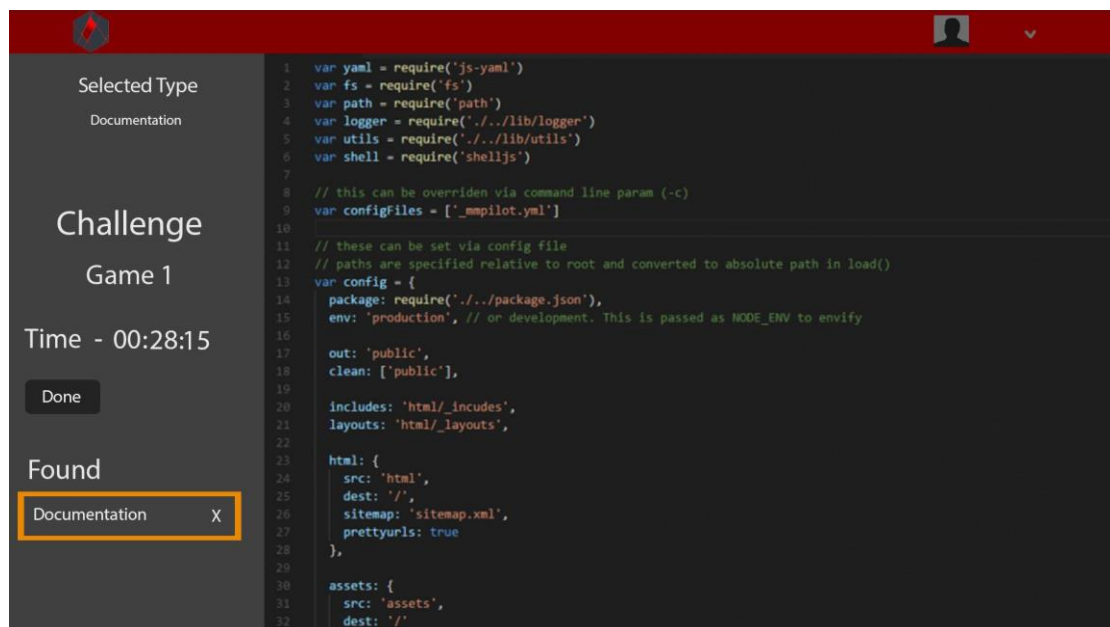 Selected Type
Documentation
Challenge
Game 1
Time - 00:28:15
Done
Found
Documentation X
1 var yaml = require('js-yaml')
2 var fs = require('fs')
3 var path = require('path')
4 var logger = require('./../lib/logger')
5 var utils = require('./../lib/utils')
6 var shell = require('shelljs')
7
8 // this can be overriden via command line param (-c)
9 var configFiles = ['_mmpilot.yml']
10
11 // these can be set via config file
12 // paths are specified relative to root and converted to absolute path in load()
13 var config = {
14 package: require('./../package.json'),
15 env: 'production', // or development. This is passed as NODE_ENV to envify
16
17 out: 'public',
18 clean: ['public'],
19
20 includes: 'html/_incudes',
21 layouts: 'html/_layouts',
22
23 html: {
24 src: 'html',
25 dest: '/',
26 sitemap: 'sitemap.xml',
27 prettyurls: true
28 },
29
30 assets: {
31 src: 'assets',
32 dest: '/'